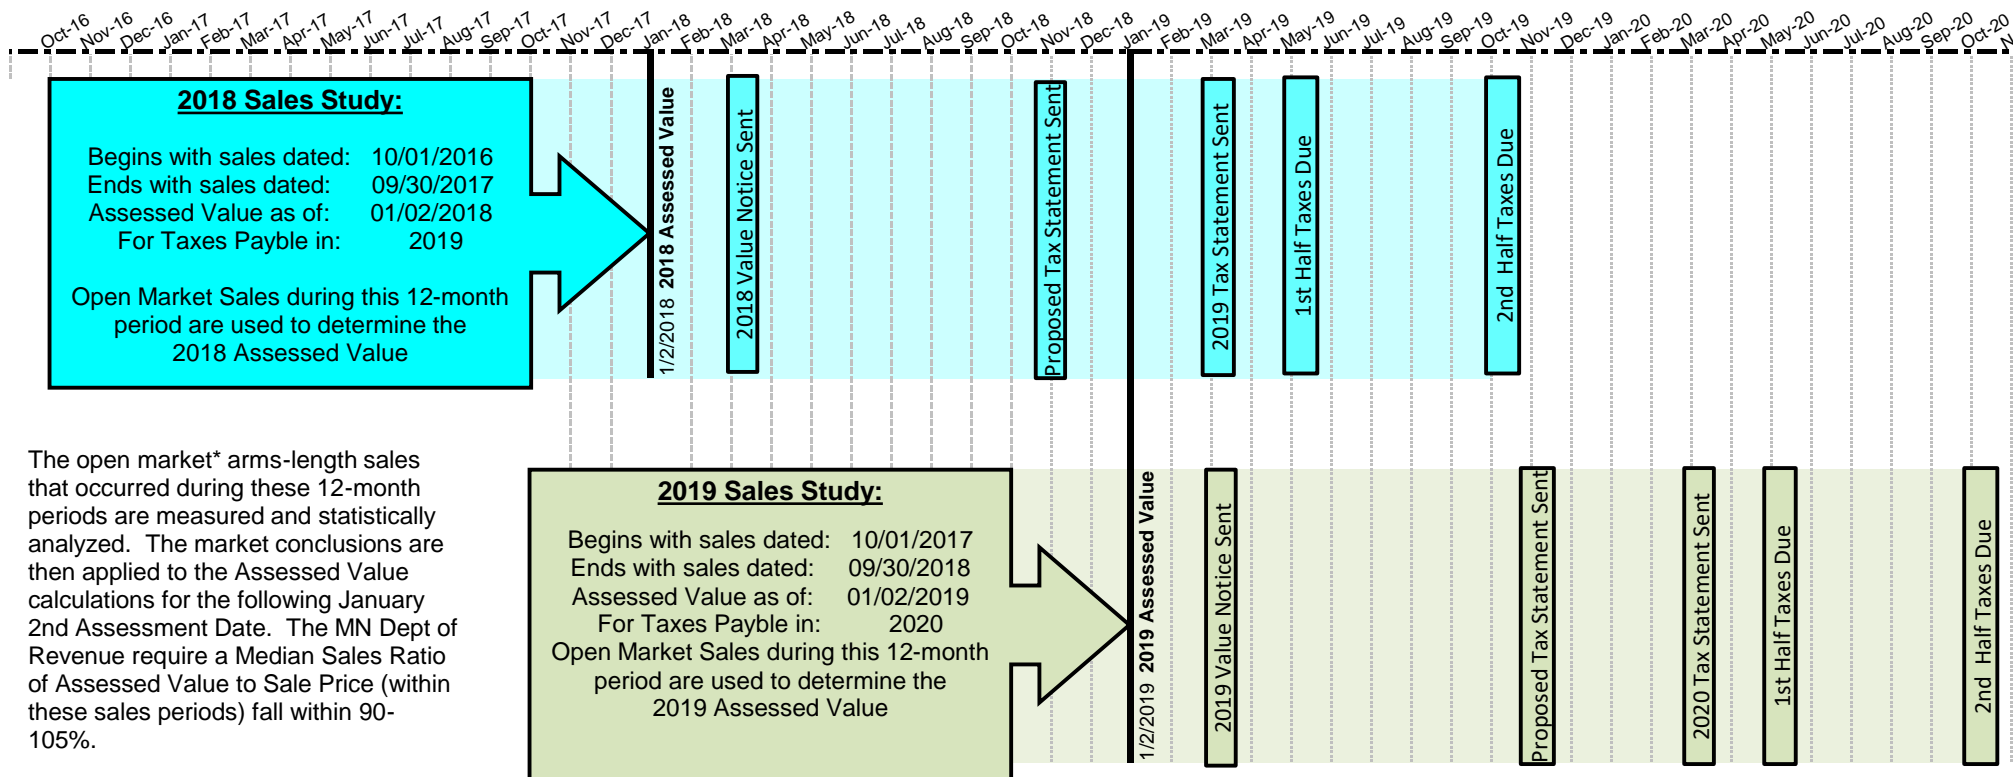 Oct-16
Nov-16
Dec-16
Jan-17
Feb-17
Mar-17
Apr-17
May-17
Jun-17
Jul-17
Aug-17
Sep-17
Oct-17
Nov-17
Dec-17
Jan-18
Feb-18
Mar-18
Apr-18
May-18
Jun-18
Jul-18
Aug-18
Sep-18
Oct-18
Nov-18
Dec-18
Jan-19
Feb-19
Mar-19
Apr-19
May-19
Jun-19
Jul-19
Aug-19
Sep-19
Oct-19
Nov-19
Dec-19
Jan-20
Feb-20
Mar-20
Apr-20
May-20
Jun-20
Jul-20
Aug-20
Sep-20
Oct-20
2018 Sales Study:
Begins with sales dated: 10/01/2016
Ends with sales dated: 09/30/2017
Assessed Value as of: 01/02/2018
For Taxes Payble in: 2019
Open Market Sales during this 12-month
period are used to determine the
2018 Assessed Value
1/2/2018 2018 Assessed Value
2018 Value Notice Sent
Proposed Tax Statement Sent
2019 Tax Statement Sent
1st Half Taxes Due
2nd Half Taxes Due
The open market* arms-length sales
that occurred during these 12-month
periods are measured and statistically
analyzed. The market conclusions are
then applied to the Assessed Value
calculations for the following January
2nd Assessment Date. The MN Dept of
Revenue require a Median Sales Ratio
of Assessed Value to Sale Price (within
these sales periods) fall within 90-
105%.
2019 Sales Study:
Begins with sales dated: 10/01/2017
Ends with sales dated: 09/30/2018
Assessed Value as of: 01/02/2019
For Taxes Payble in: 2020
Open Market Sales during this 12-month
period are used to determine the
2019 Assessed Value
1/2/2019 2019 Assessed Value
2019 Value Notice Sent
Proposed Tax Statement Sent
2020 Tax Statement Sent
1st Half Taxes Due
2nd Half Taxes Due